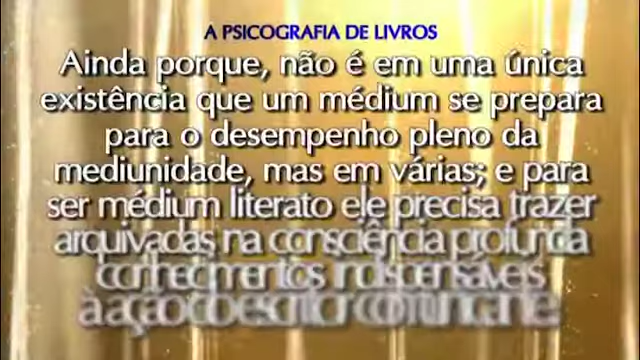 A PSICOGRAFIA DE LIVROS
Ainda porque, não é em uma única
existência que um médium se prepara
para o desempenho pleno da
mediunidade, mas em várias; e para
ser médium literato ele precisa trazer
arquivadas na consciência profunda
conhecimentos indispensáveis
à ação do escritor comunicante.